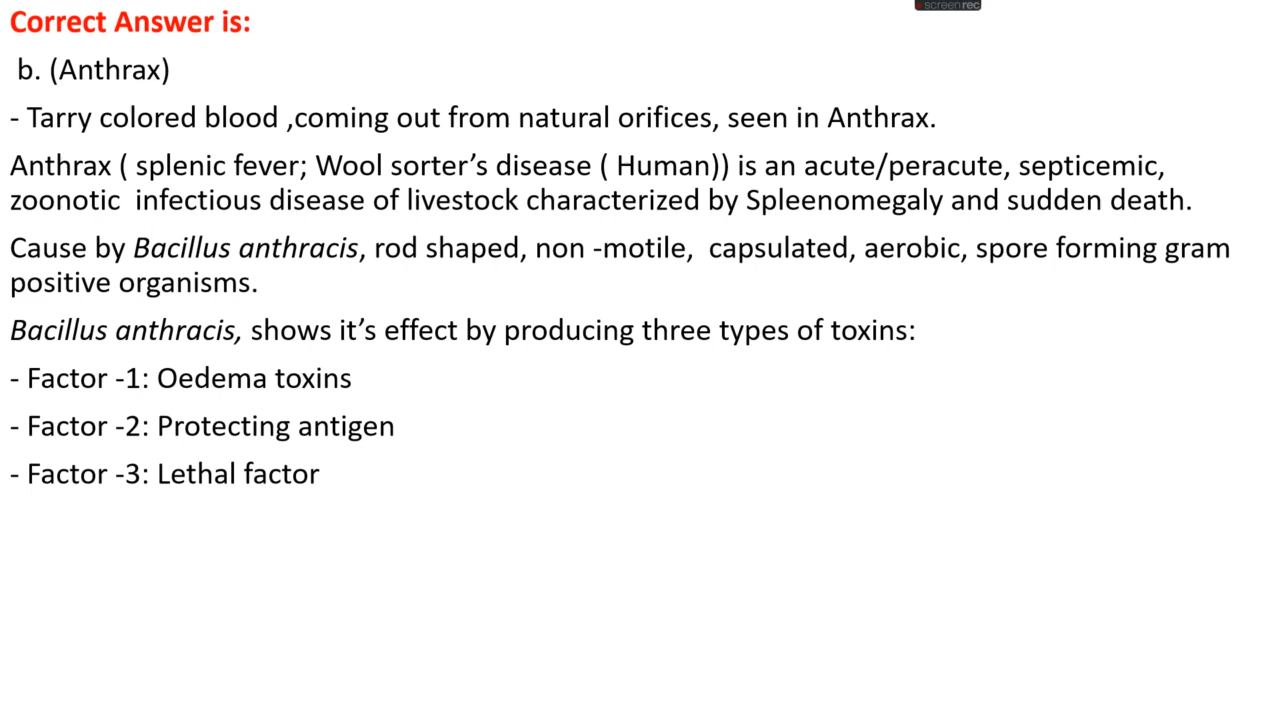 screenrec
Correct Answer is:
b. (Anthrax)
- Tarry colored blood ,coming out from natural orifices, seen in Anthrax.
Anthrax ( splenic fever; Wool sorter’s disease ( Human)) is an acute/peracute, septicemic,
zoonotic infectious disease of livestock characterized by Spleenomegaly and sudden death.
Cause by Bacillus anthracis, rod shaped, non -motile, capsulated, aerobic, spore forming gram
positive organisms.
Bacillus anthracis, shows it’s effect by producing three types of toxins:
- Factor -1: Oedema toxins
- Factor -2: Protecting antigen
- Factor -3: Lethal factor